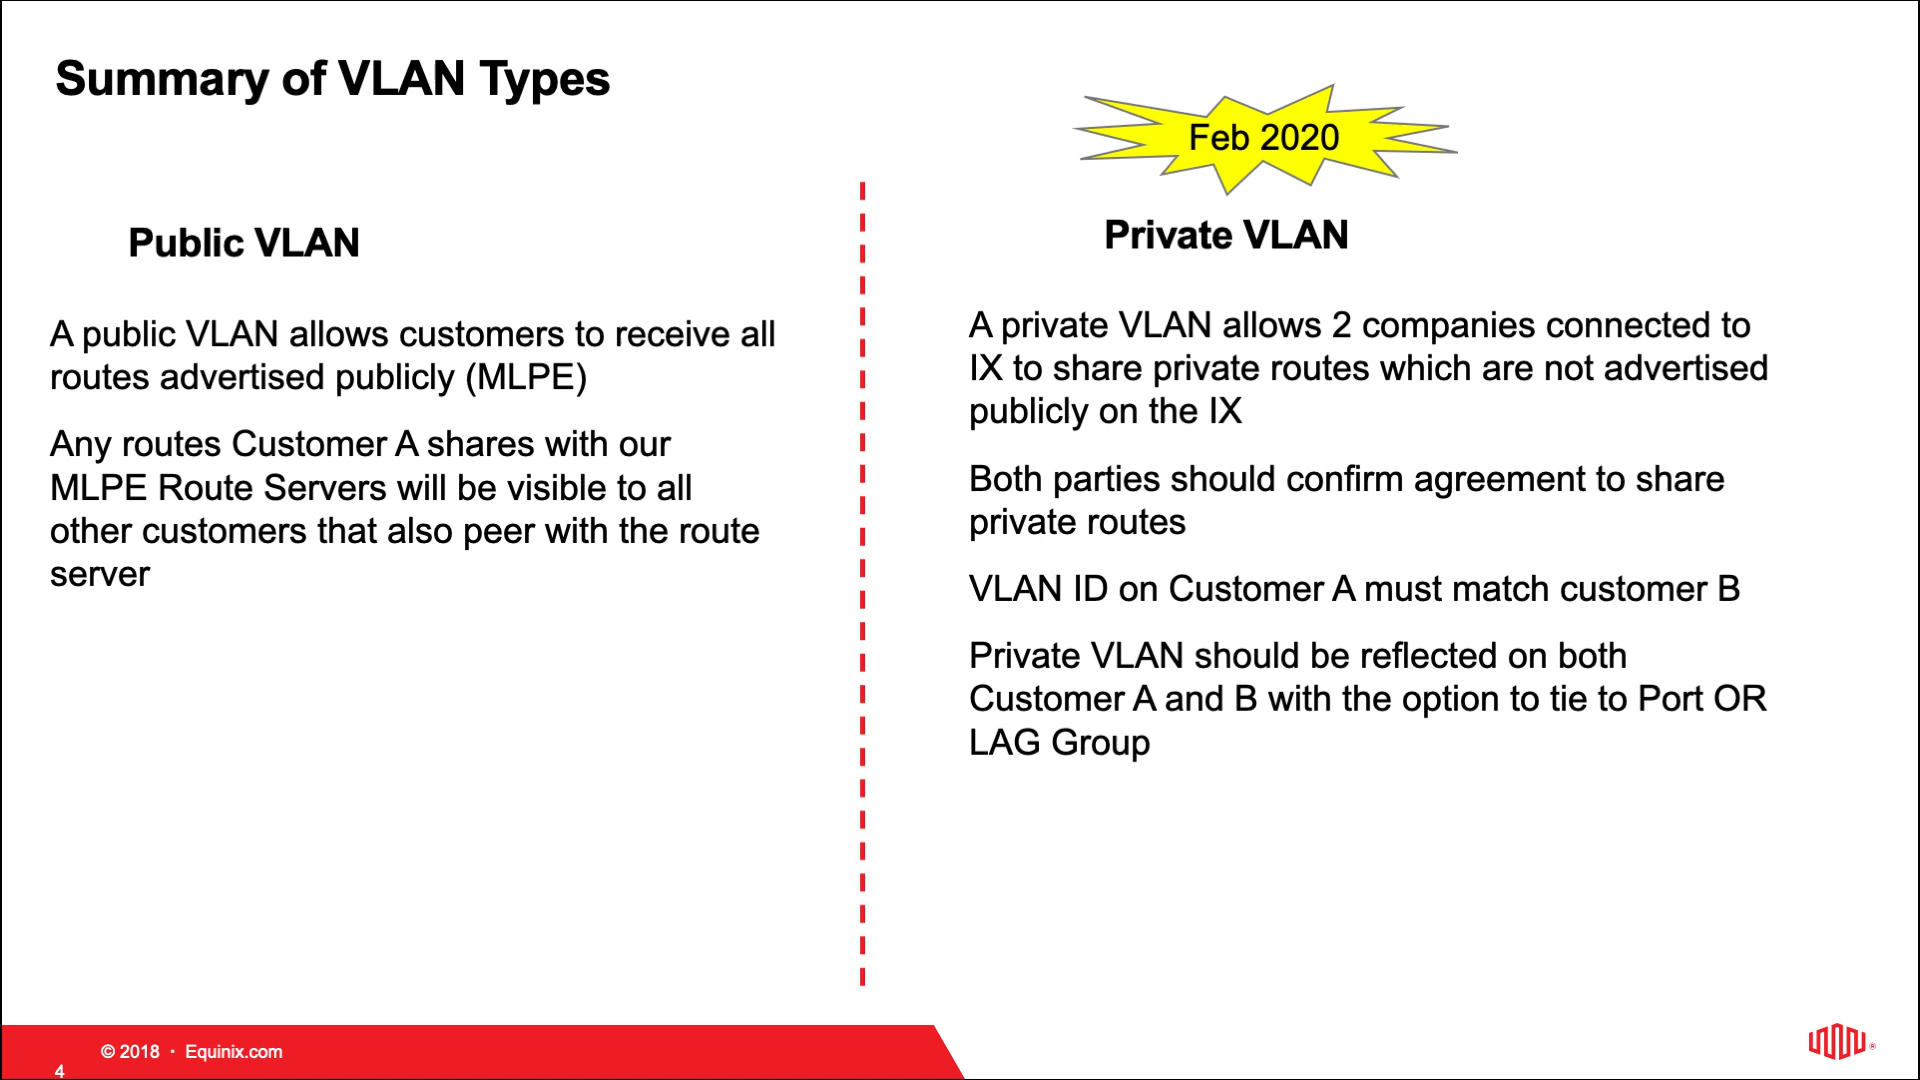 Summary of VLAN Types
Public VLAN
A public VLAN allows customers to receive all
routes advertised publicly (MLPE)
Any routes Customer A shares with our
MLPE Route Servers will be visible to all
other customers that also peer with the route
server
Feb 2020
Private VLAN
A private VLAN allows 2 companies connected to
IX to share private routes which are not advertised
publicly on the IX
Both parties should confirm agreement to share
private routes
VLAN ID on Customer A must match customer B
Private VLAN should be reflected on both
Customer A and B with the option to tie to Port OR
LAG Group
© 2018 · Equinix.com
4
®